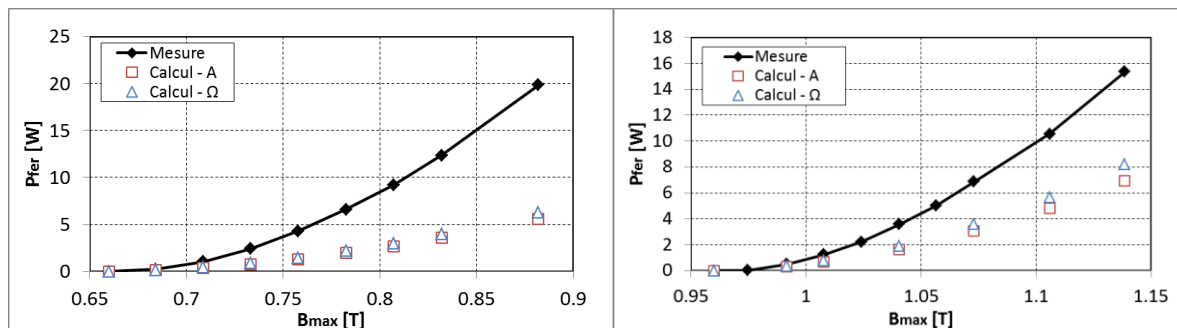 Pfer [W]
25
20
15
10
5
0
Mesure
Calcul - A
Calcul - Ω
0.65
0.7
0.75
0.8
0.85
0.9
Bmax [T]
Pfer [W]
18
16
14
12
10
8
6
4
2
0
Mesure
Calcul - A
Calcul - Ω
0.95
1
1.05
1.1
1.15
Bmax [T]